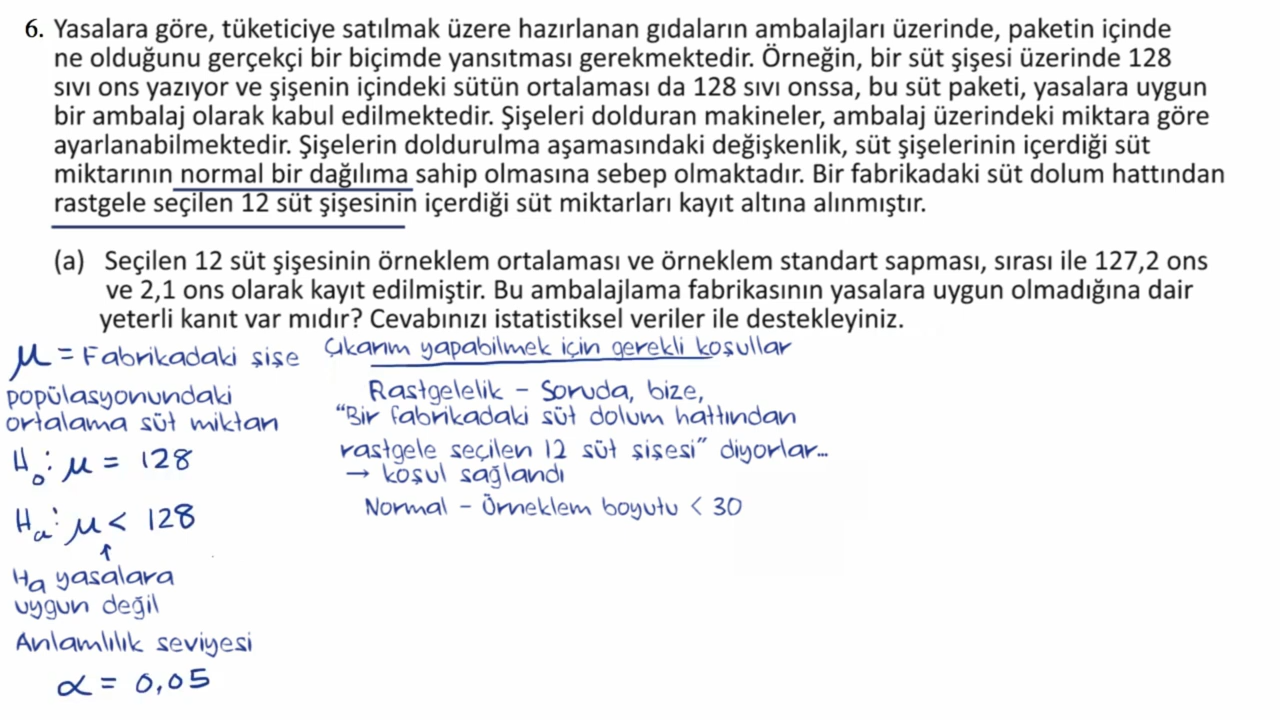 6. Yasalara göre, tüketiciye satılmak üzere hazırlanan gıdaların ambalajları üzerinde, paketin içinde
ne olduğunu gerçekçi bir biçimde yansıtması gerekmektedir. Örneğin, bir süt şişesi üzerinde 128
sıvı ons yazıyor ve şişenin içindeki sütün ortalaması da 128 sıvı onssa, bu süt paketi, yasalara uygun
bir ambalaj olarak kabul edilmektedir. Şişeleri dolduran makineler, ambalaj üzerindeki miktara göre
ayarlanabilmektedir. Şişelerin doldurulma aşamasındaki değişkenlik, süt şişelerinin içerdiği süt
miktarının normal bir dağılıma sahip olmasına sebep olmaktadır. Bir fabrikadaki süt dolum hattından
rastgele seçilen 12 süt şişesinin içerdiği süt miktarları kayıt altına alınmıştır.
(a) Seçilen 12 süt şişesinin örneklem ortalaması ve örneklem standart sapması, sırası ile 127,2 ons
ve 2,1 ons olarak kayıt edilmiştir. Bu ambalajlama fabrikasının yasalara uygun olmadığına dair
yeterli kanıt var mıdır? Cevabınızı istatistiksel veriler ile destekleyiniz.
μ = Fabrikadaki şişe
popülasyonundaki
ortalama süt miktarı
H₀: μ = 128
Hₐ: μ < 128
↑
Ha yasalara
uygun değil
Anlamlılık seviyesi
α = 0,05
Çıkarım yapabilmek için gerekli koşullar
Rastgelelik - Soruda, bize,
“Bir fabrikadaki süt dolum hattından
rastgele seçilen 12 süt şişesi” diyorlar...
→ koşul sağlandı
Normal - Örneklem boyutu < 30